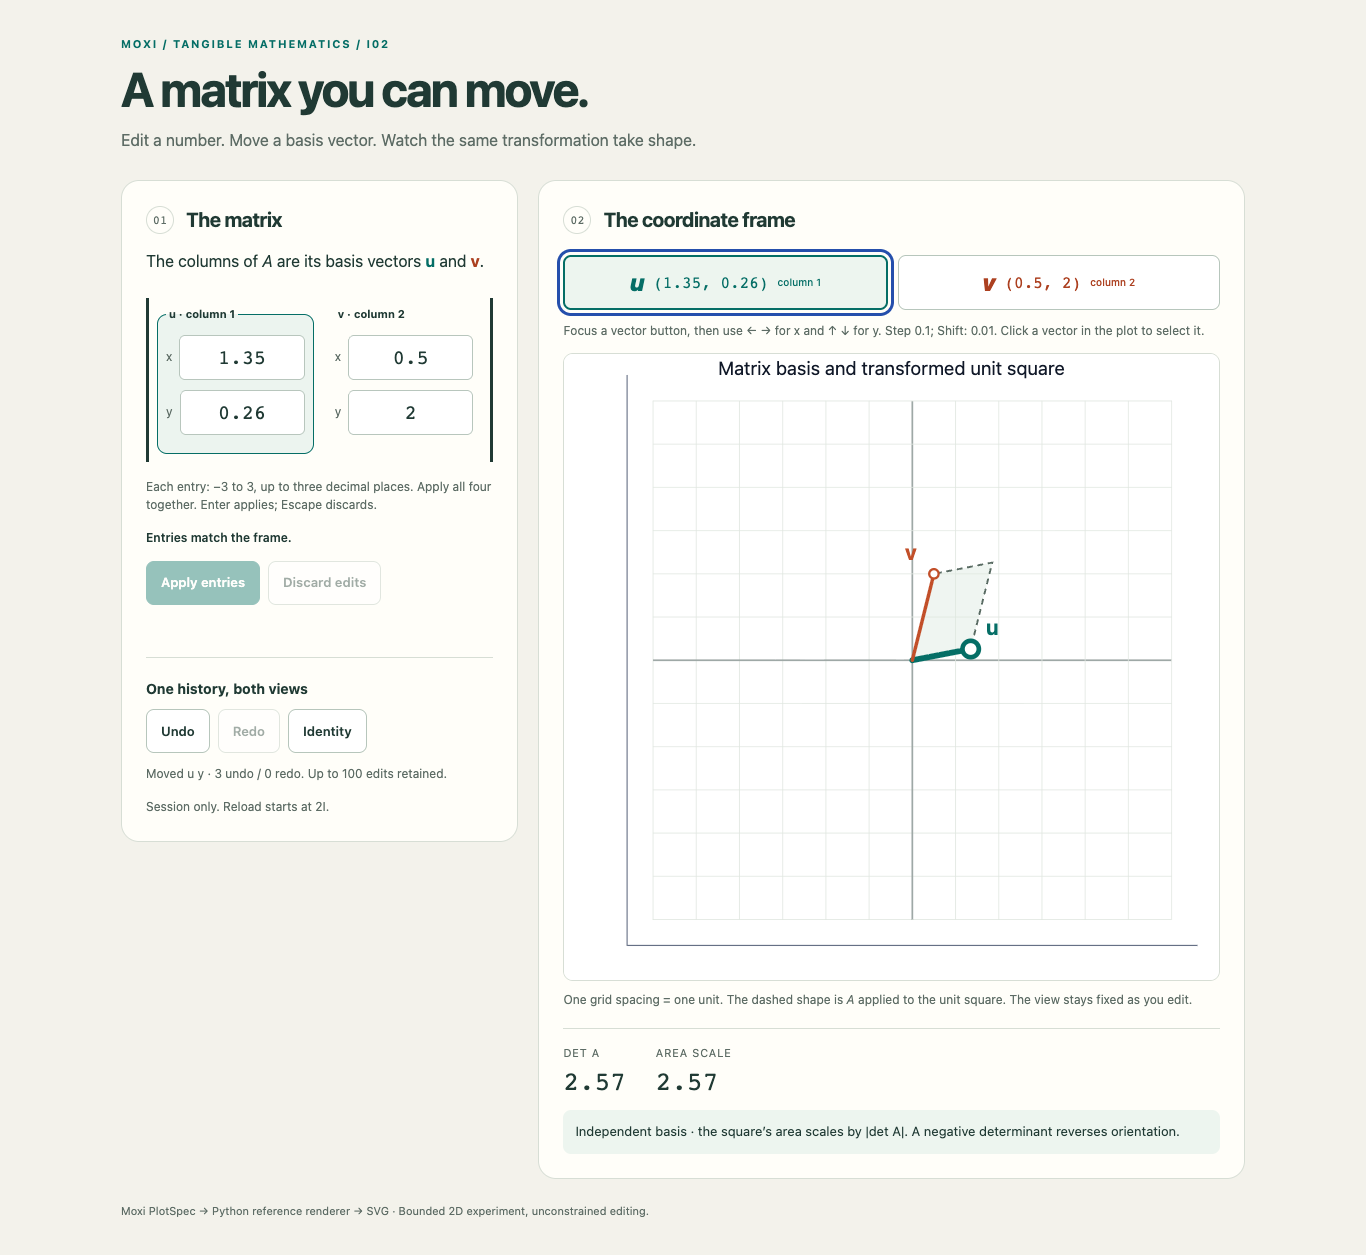 MOXI / TANGIBLE MATHEMATICS / I02
A matrix you can move.
Edit a number. Move a basis vector. Watch the same transformation take shape.
01 The matrix
The columns of A are its basis vectors u and v.
u · column 1
x 1.35
y 0.26
v · column 2
x 0.5
y 2
Each entry: −3 to 3, up to three decimal places. Apply all four
together. Enter applies; Escape discards.
Entries match the frame.
Apply entries Discard edits
One history, both views
Undo Redo Identity
Moved u y · 3 undo / 0 redo. Up to 100 edits retained.
Session only. Reload starts at 2I.
02 The coordinate frame
u (1.35, 0.26) column 1 v (0.5, 2) column 2
Focus a vector button, then use ← → for x and ↑ ↓ for y. Step 0.1; Shift: 0.01. Click a vector in the plot to select it.
Matrix basis and transformed unit square
v
u
One grid spacing = one unit. The dashed shape is A applied to the unit square. The view stays fixed as you edit.
DET A AREA SCALE
2.57 2.57
Independent basis · the square’s area scales by |det A|. A negative determinant reverses orientation.
Moxi PlotSpec → Python reference renderer → SVG · Bounded 2D experiment, unconstrained editing.